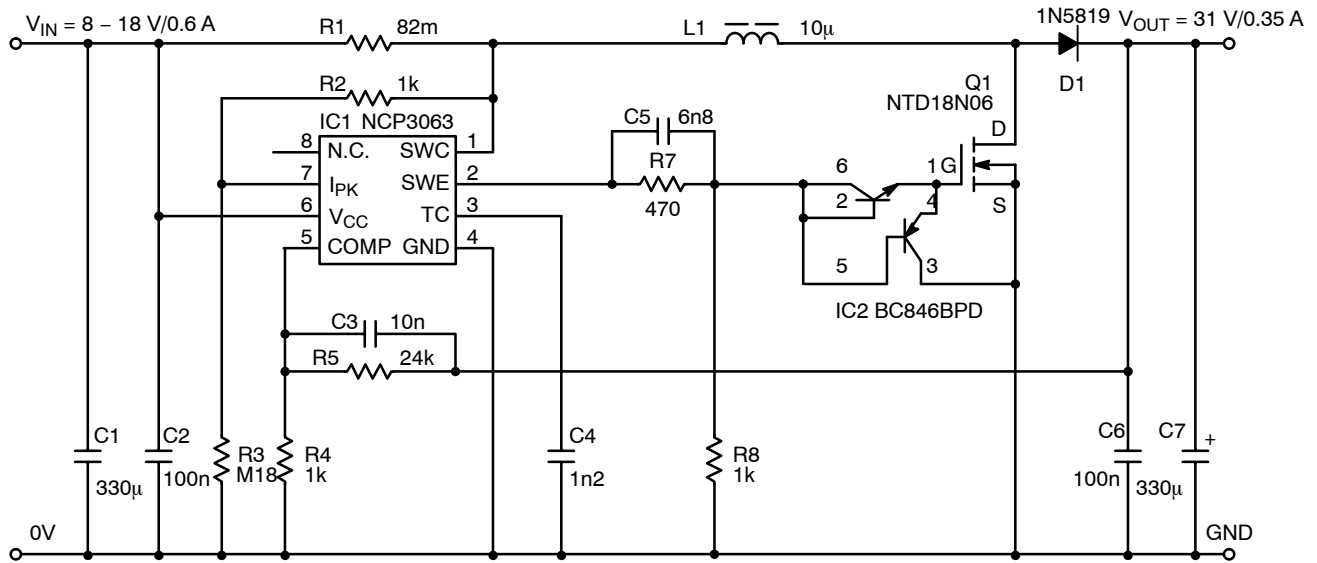 V_IN = 8 – 18 V/0.6 A
R1 82m
L1 10µ
1N5819
V_OUT = 31 V/0.35 A
D1
R2 1k
IC1 NCP3063
8 N.C. SWC 1
7 I_PK SWE 2
6 V_CC TC 3
5 COMP GND 4
C5 6n8
R7
470
Q1
NTD18N06
D
G
S
6 1
2 4
5 3
IC2 BC846BPD
C3 10n
R5 24k
C1
330µ
C2
100n
R3
M18
R4
1k
C4
1n2
R8
1k
C6
100n
C7
+
330µ
0V
GND